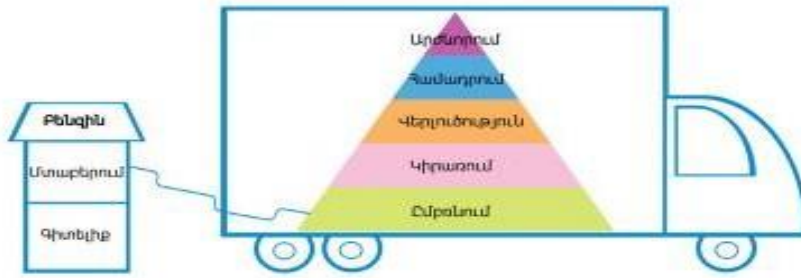 Արժևորում
Համադրում
Վերլուծություն
Կիրառում
Ըմբռնում
Բենզին
Մտաբերում
Գիտելիք